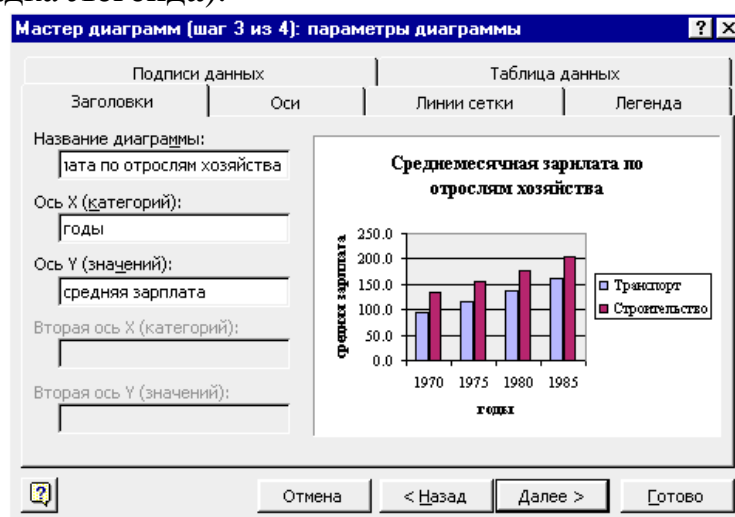 Мастер диаграмм (шаг 3 из 4): параметры диаграммы
Подписи данных
Таблица данных
Заголовки
Оси
Линии сетки
Легенда
Название диаграммы:
лата по отрослям хозяйства
Ось X (категорий):
годы
Ось Y (значений):
средняя зарплата
Вторая ось X (категорий):
Вторая ось Y (значений):
Среднемесячная зарплата по
отрослям хозяйства
средняя зарплата
250.0
200.0
150.0
100.0
50.0
0.0
1970 1975 1980 1985
годы
Транспорт
Строительство
Отмена
< Назад
Далее >
Готово